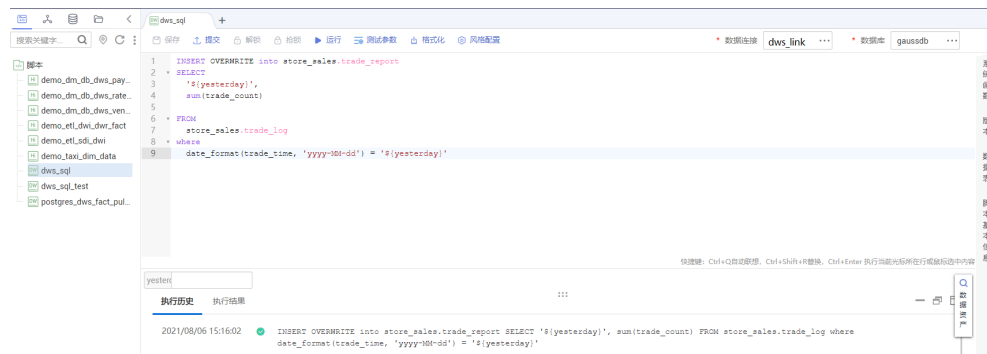 dws_sql
+
搜索关键字...
保存 提交 解锁 抢锁 运行 测试参数 格式化 风格配置
* 数据连接 dws_link ... * 数据库 gaussdb ...
脚本
demo_dm_db_dws_pay...
demo_dm_db_dws_rate...
demo_dm_db_dws_ven...
demo_etl_dwi_dwr_fact
demo_etl_sdi_dwi
demo_taxi_dim_data
dws_sql
dws_sql_test
postgres_dws_fact_pul...
1 INSERT OVERWRITE into store_sales.trade_report
2 SELECT
3 '${yesterday}',
4 sum(trade_count)
5
6 FROM
7 store_sales.trade_log
8 where
9 date_format(trade_time, 'yyyy-MM-dd') = '${yesterday}'
快捷键：Ctrl+Q自动联想、Ctrl+Shift+R替换、Ctrl+Enter 执行当前光标所在行或鼠标选中内容
执行历史 执行结果
数据资产
2021/08/06 15:16:02 INSERT OVERWRITE into store_sales.trade_report SELECT '${yesterday}', sum(trade_count) FROM store_sales.trade_log where
date_format(trade_time, 'yyyy-MM-dd') = '${yesterday}'